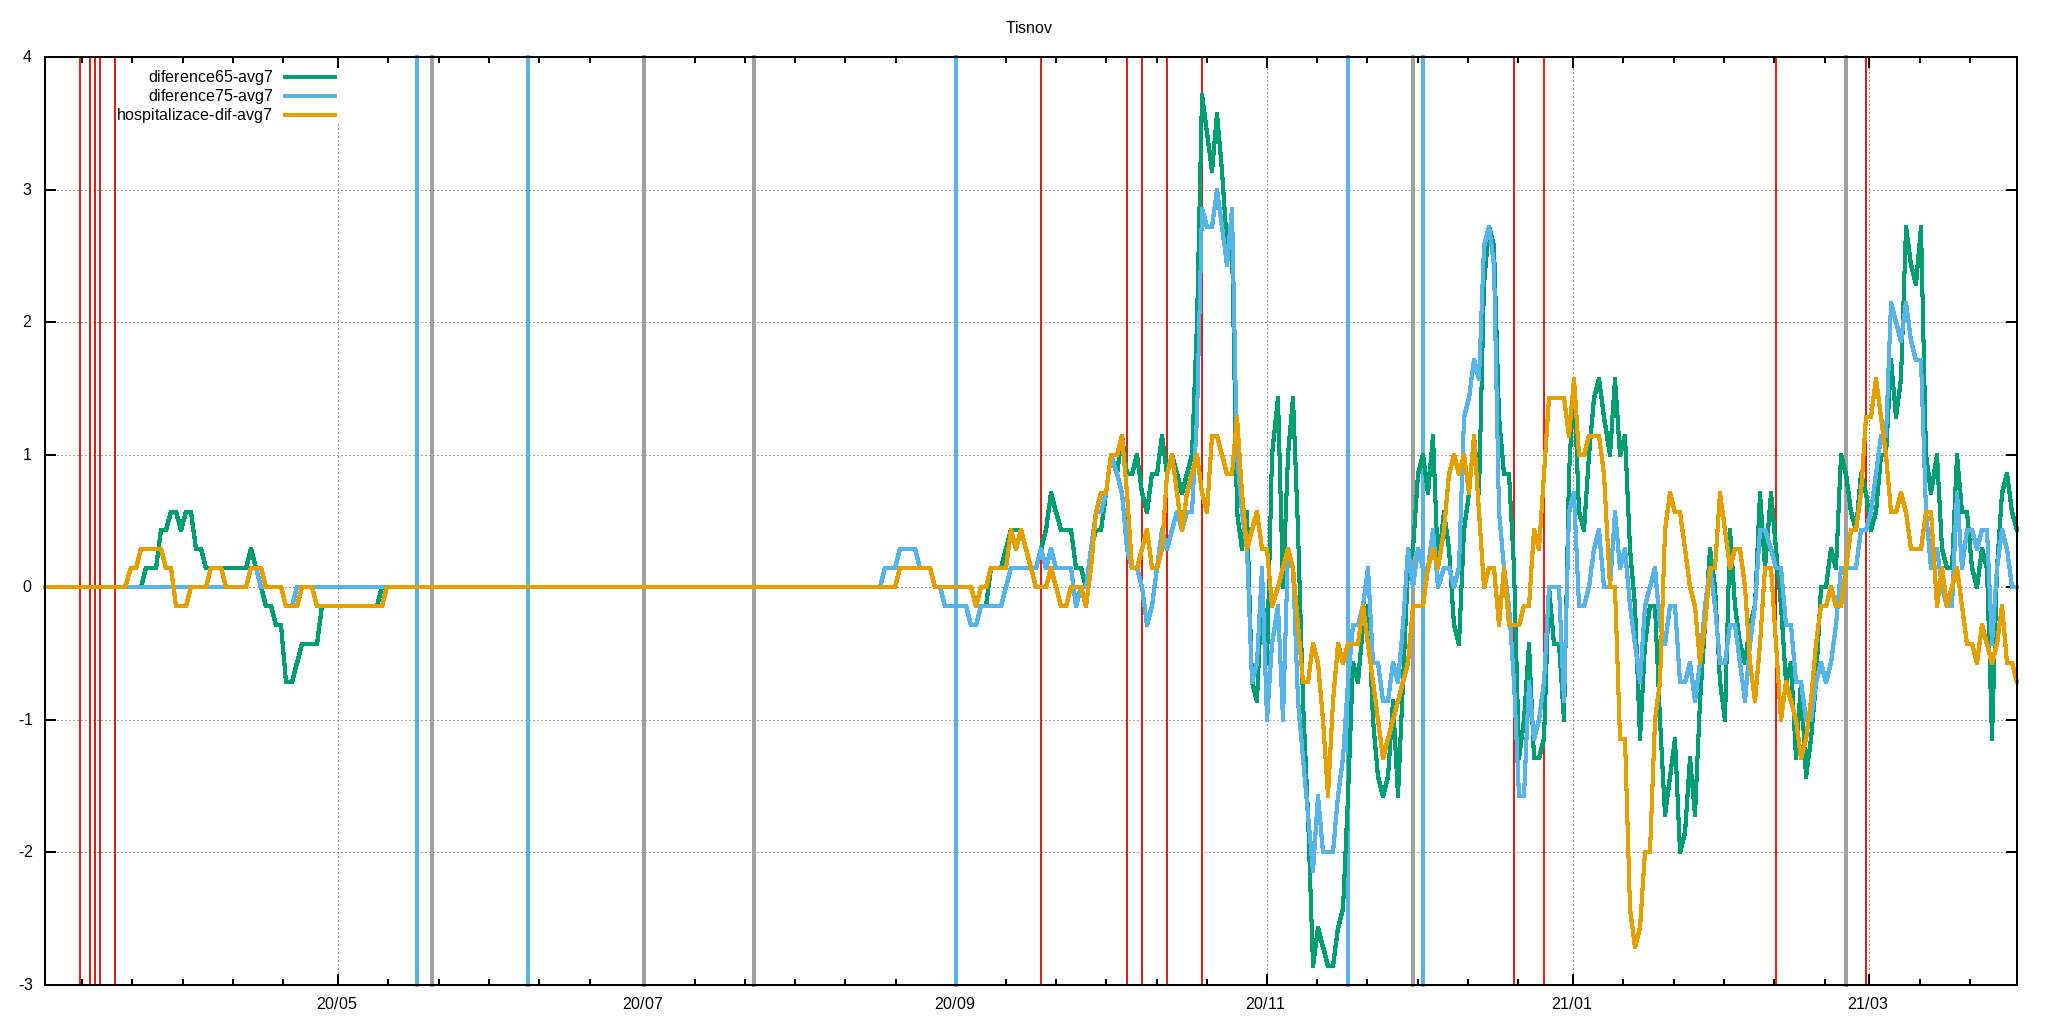 Tisnov
4
diference65-avg7
diference75-avg7
hospitalizace-dif-avg7
3
2
1
0
-1
-2
-3
20/05 20/07 20/09 20/11 21/01 21/03